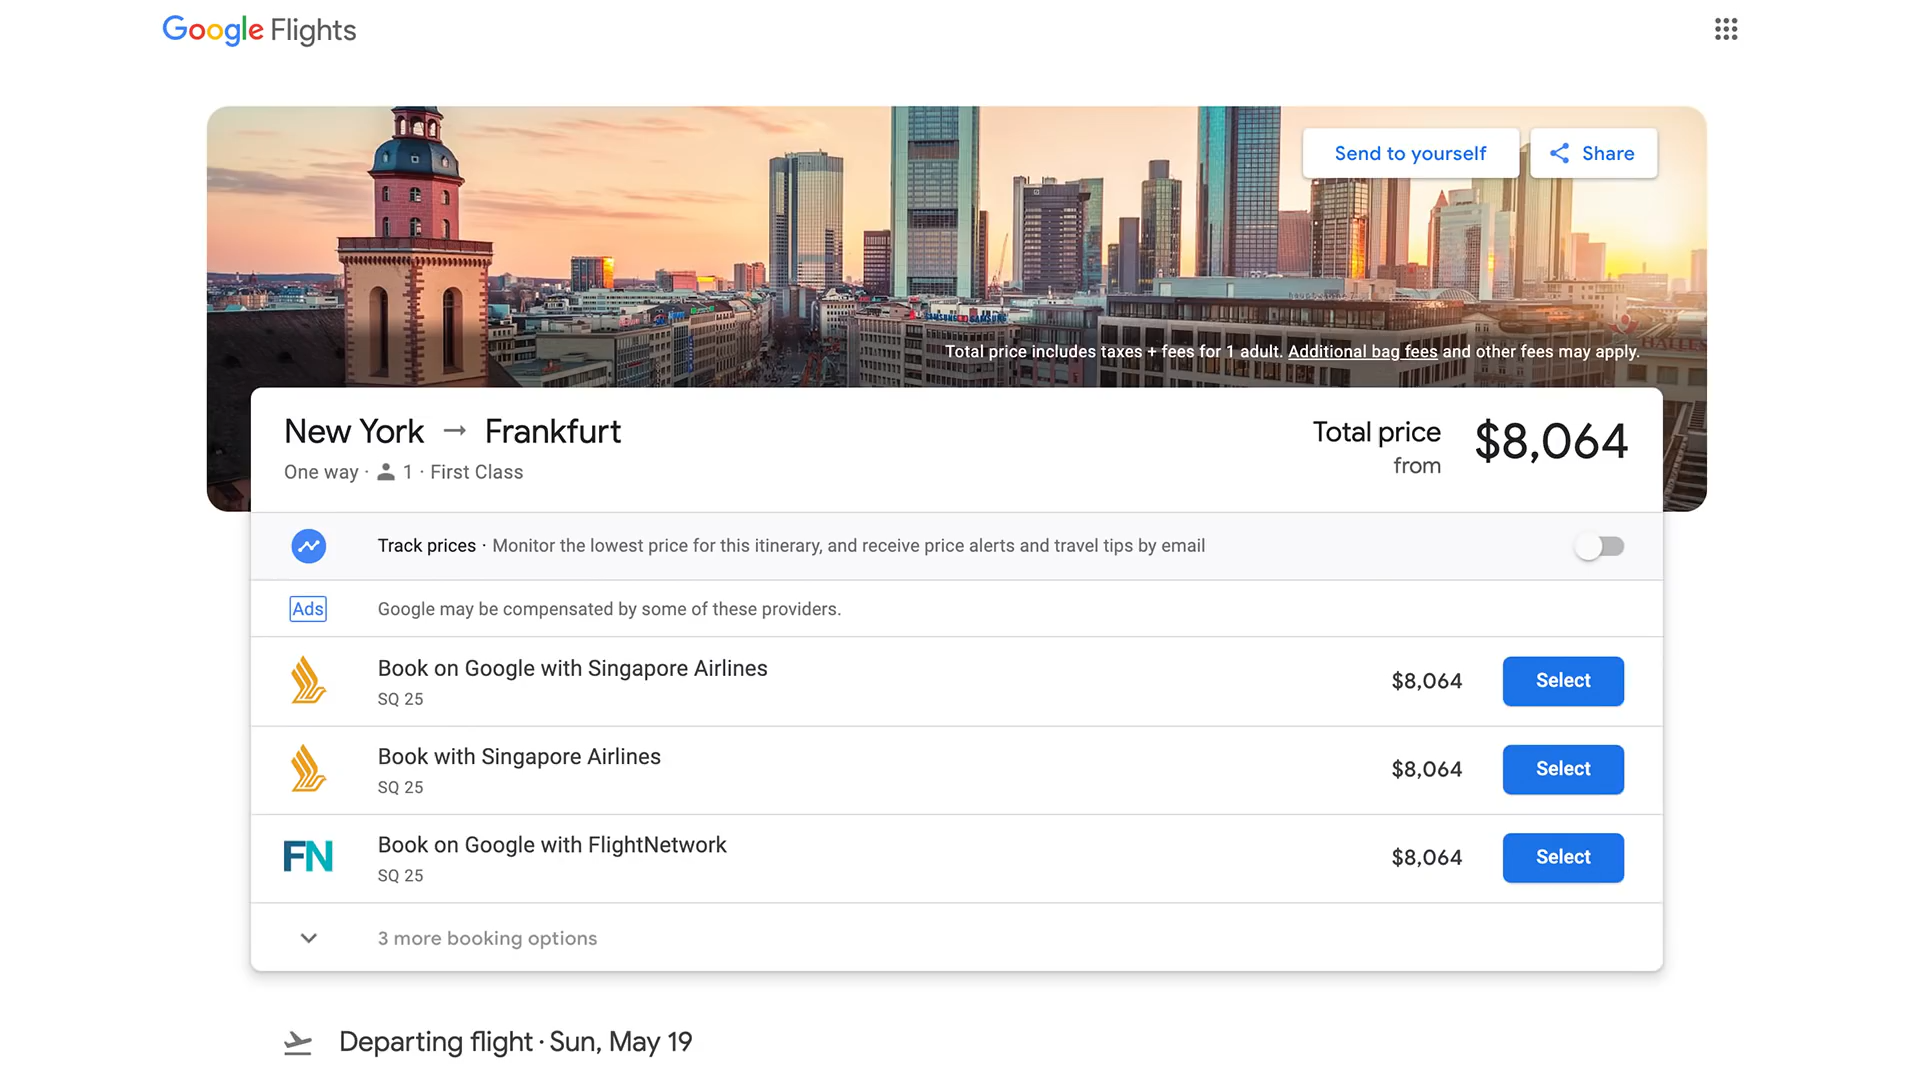 Google Flights
Send to yourself
Share
Total price includes taxes + fees for 1 adult. Additional bag fees and other fees may apply.
New York → Frankfurt
Total price
from
$8,064
One way · 1 · First Class
Track prices · Monitor the lowest price for this itinerary, and receive price alerts and travel tips by email
Ads
Google may be compensated by some of these providers.
Book on Google with Singapore Airlines
SQ 25
$8,064
Select
Book with Singapore Airlines
SQ 25
$8,064
Select
FN
Book on Google with FlightNetwork
SQ 25
$8,064
Select
3 more booking options
Departing flight · Sun, May 19